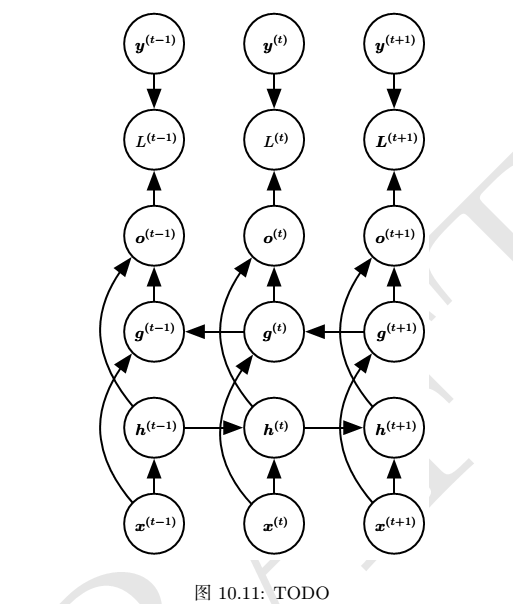 y(t−1) y(t) y(t+1)
L(t−1) L(t) L(t+1)
o(t−1) o(t) o(t+1)
g(t−1) g(t) g(t+1)
h(t−1) h(t) h(t+1)
x(t−1) x(t) x(t+1)
图 10.11: TODO